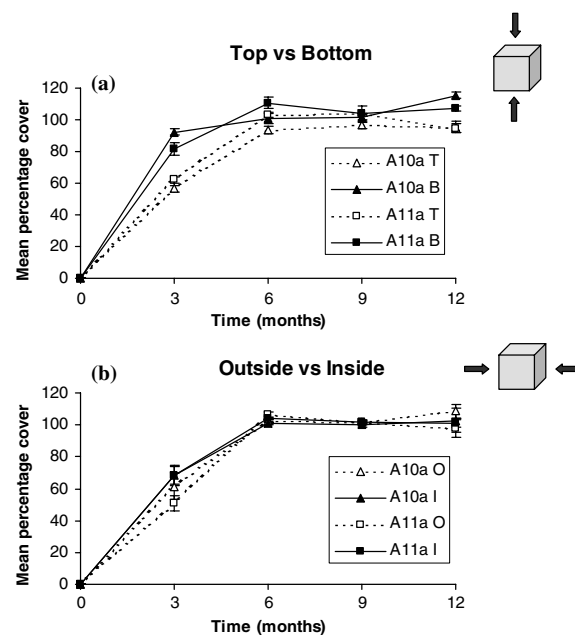 Top vs Bottom
(a)
Mean percentage cover
120
100
80
60
40
20
0
A10a T
A10a B
A11a T
A11a B
0 3 6 9 12
Time (months)
Outside vs Inside
(b)
Mean percentage cover
120
100
80
60
40
20
0
A10a O
A10a I
A11a O
A11a I
0 3 6 9 12
Time (months)